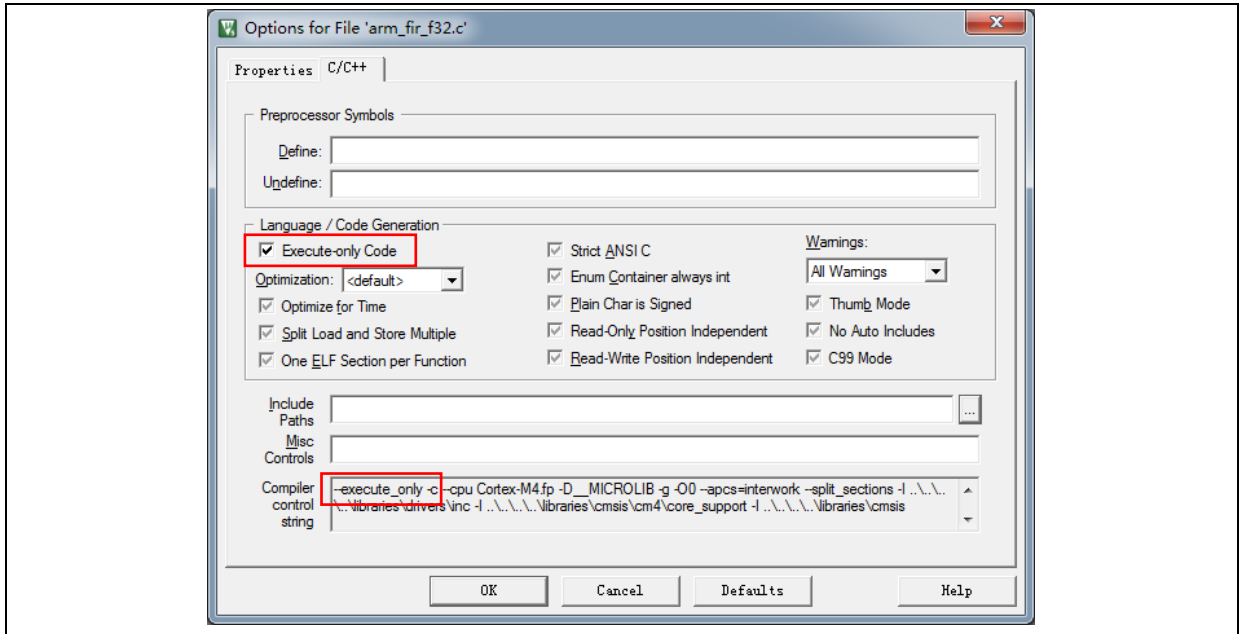 Options for File 'arm_fir_f32.c'
Properties C/C++
Preprocessor Symbols
Define:
Undefine:
Language / Code Generation
Execute-only Code
Strict ANSI C
Warnings:
Optimization: <default>
Enum Container always int
All Warnings
Optimize for Time
Plain Char is Signed
Thumb Mode
Split Load and Store Multiple
Read-Only Position Independent
No Auto Includes
One ELF Section per Function
Read-Write Position Independent
C99 Mode
Include
Paths
...
Misc
Controls
Compiler
control
string
--execute_only -c --cpu Cortex-M4.fp -D__MICROLIB -g -O0 --apcs=interwork --split_sections -I ..\..\..
\..\libraries\drivers\inc -I ..\..\..\..\libraries\cmsis\cm4\core_support -I ..\..\..\..\libraries\cmsis
OK Cancel Defaults Help